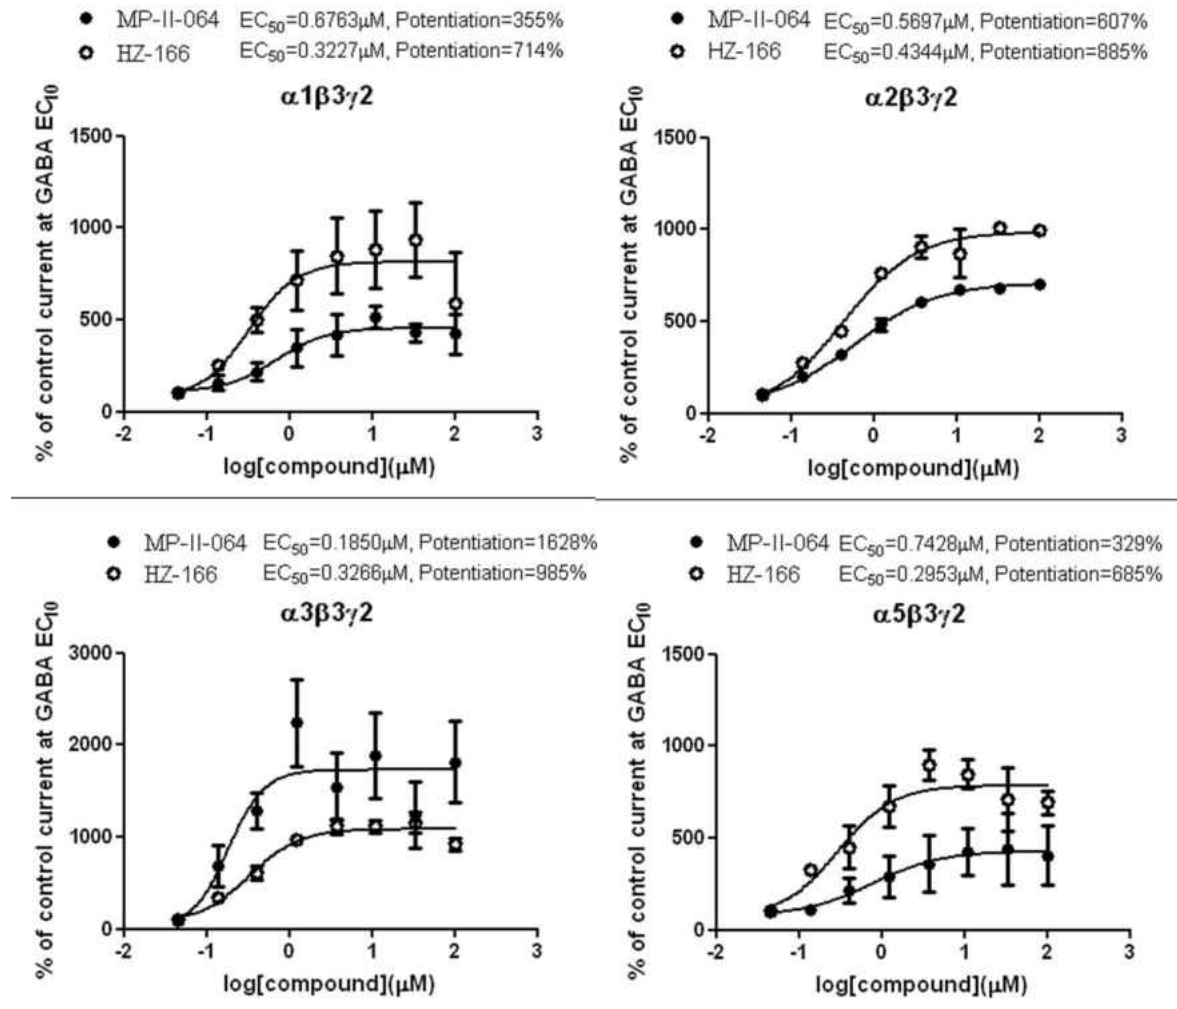 MP-II-064 EC50=0.6763μM, Potentiation=355%
HZ-166 EC50=0.3227μM, Potentiation=714%
α1β3γ2
% of control current at GABA EC10
1500
1000
500
0
-2 -1 0 1 2 3
log[compound](μM)
MP-II-064 EC50=0.5697μM, Potentiation=607%
HZ-166 EC50=0.4344μM, Potentiation=885%
α2β3γ2
% of control current at GABA EC10
1500
1000
500
0
-2 -1 0 1 2 3
log[compound](μM)
MP-II-064 EC50=0.1850μM, Potentiation=1628%
HZ-166 EC50=0.3266μM, Potentiation=985%
α3β3γ2
% of control current at GABA EC10
3000
2000
1000
0
-2 -1 0 1 2 3
log[compound](μM)
MP-II-064 EC50=0.7428μM, Potentiation=329%
HZ-166 EC50=0.2953μM, Potentiation=685%
α5β3γ2
% of control current at GABA EC10
1500
1000
500
0
-2 -1 0 1 2 3
log[compound](μM)